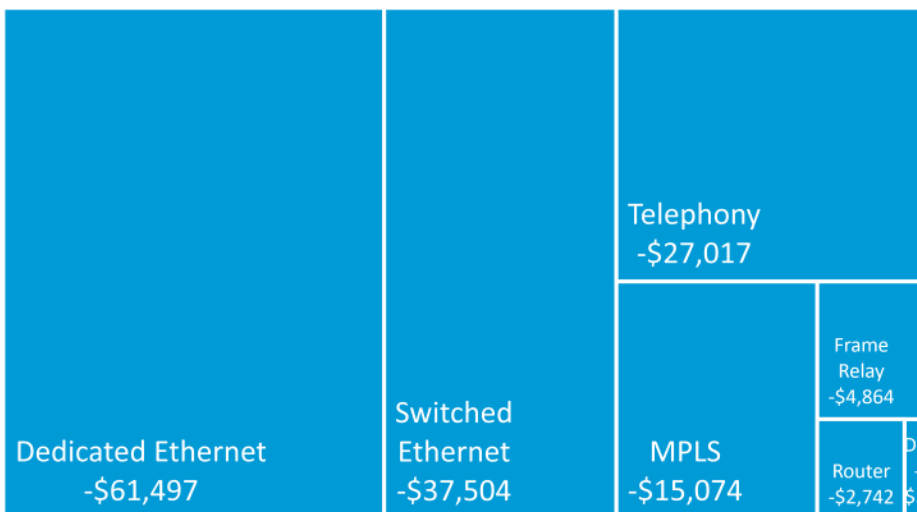 Dedicated Ethernet
-$61,497
Switched
Ethernet
-$37,504
Telephony
-$27,017
MPLS
-$15,074
Frame
Relay
-$4,864
Router
-$2,742